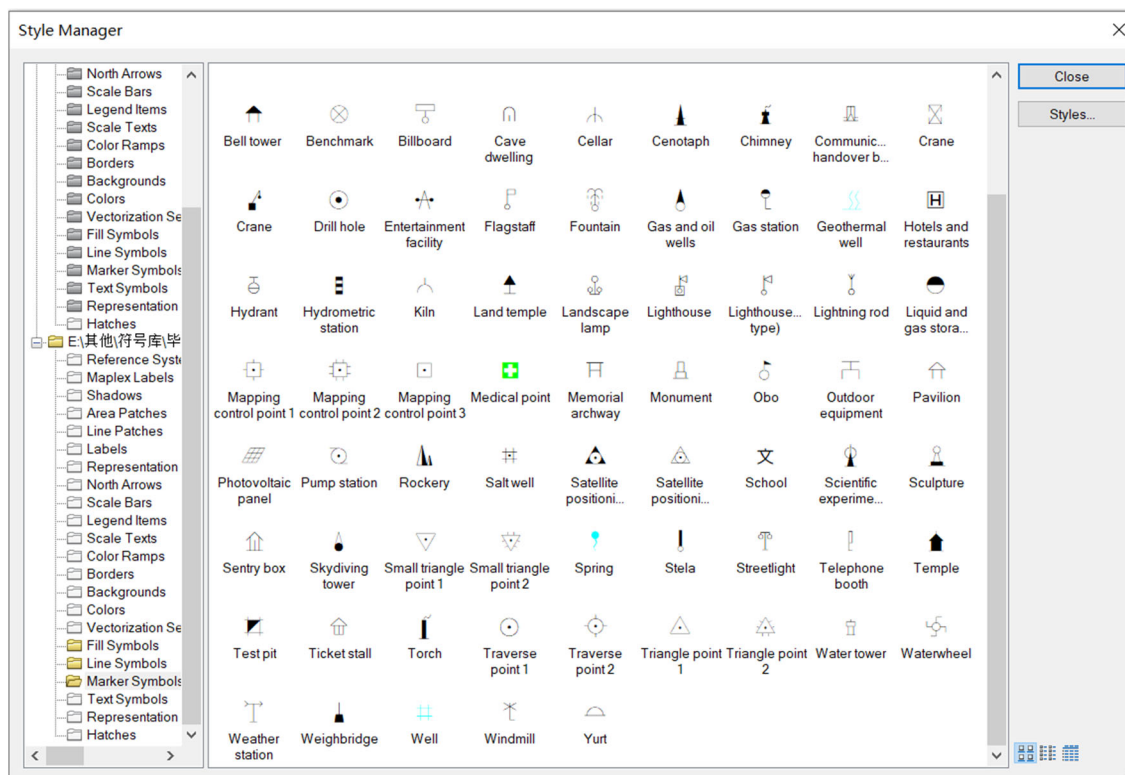 Style Manager
North Arrows
Scale Bars
Legend Items
Scale Texts
Color Ramps
Borders
Backgrounds
Colors
Vectorization Se
Fill Symbols
Line Symbols
Marker Symbols
Text Symbols
Representation
Hatches
E:\其他\符号库\毕
Reference Syste
Maplex Labels
Shadows
Area Patches
Line Patches
Labels
Representation
North Arrows
Scale Bars
Legend Items
Scale Texts
Color Ramps
Borders
Backgrounds
Colors
Vectorization Se
Fill Symbols
Line Symbols
Marker Symbols
Text Symbols
Representation
Hatches
Bell tower Benchmark Billboard Cave Cellar Cenotaph Chimney Communic... Crane
dwelling handover b...
Crane Drill hole Entertainment Flagstaff Fountain Gas and oil Gas station Geothermal Hotels and
facility wells well restaurants
H
Hydrant Hydrometric Kiln Land temple Landscape Lighthouse Lighthouse... Lightning rod Liquid and
station lamp type) gas stora...
Mapping Mapping Mapping Medical point Memorial Monument Obo Outdoor Pavilion
control point 1 control point 2 control point 3 archway equipment
文
Photovoltaic Pump station Rockery Salt well Satellite Satellite School Scientific Sculpture
panel positioni... positioni... experime...
Sentry box Skydiving Small triangle Small triangle Spring Stela Streetlight Telephone Temple
tower point 1 point 2 booth
Test pit Ticket stall Torch Traverse Traverse Triangle point Triangle point Water tower Waterwheel
point 1 point 2 1 2
Weather Weighbridge Well Windmill Yurt
station
Close
Styles...